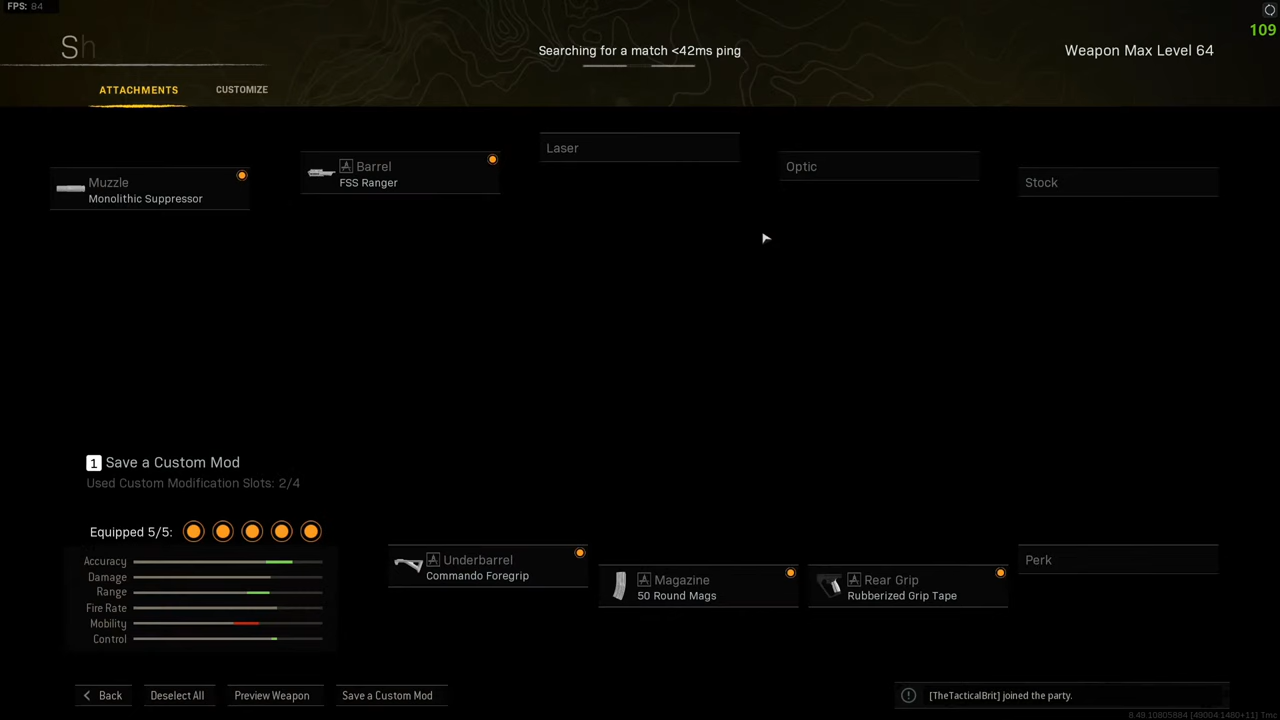 FPS: 84
109
Sh
Searching for a match <42ms ping
Weapon Max Level 64
ATTACHMENTS
CUSTOMIZE
Laser
Barrel
FSS Ranger
Optic
Muzzle
Monolithic Suppressor
Stock
1 Save a Custom Mod
Used Custom Modification Slots: 2/4
Equipped 5/5:
Accuracy
Damage
Range
Fire Rate
Mobility
Control
Underbarrel
Commando Foregrip
Magazine
50 Round Mags
Rear Grip
Rubberized Grip Tape
Perk
Back
Deselect All
Preview Weapon
Save a Custom Mod
[TheTacticalBrit] joined the party.